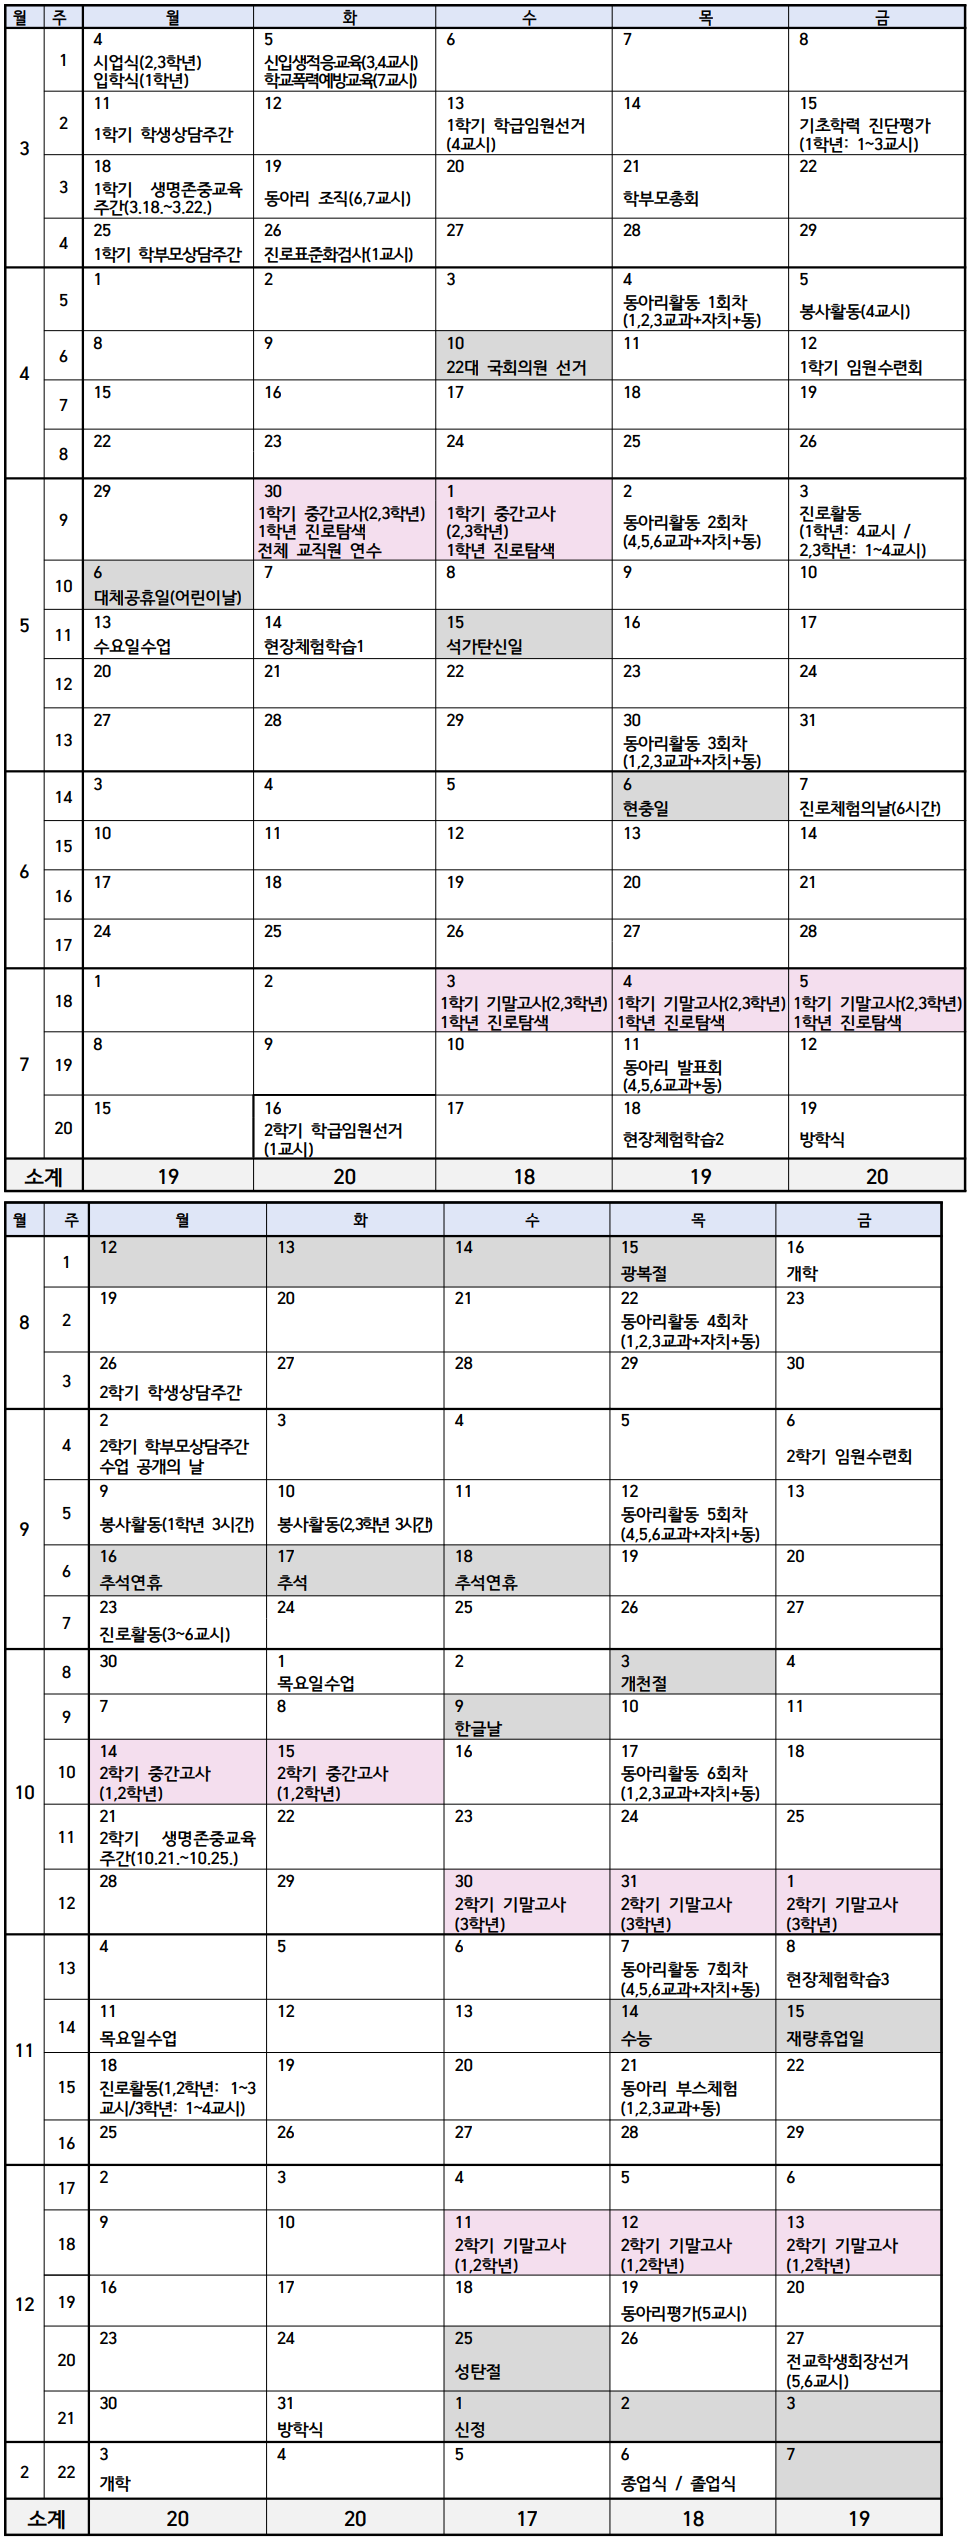 월 주 월 화 수 목 금
3
1
4
시업식(2,3학년)
입학식(1학년)
5
신입생적응교육(3,4교시)
학교폭력예방교육(7교시)
6
7
8
2
11
1학기 학생상담주간
12
13
1학기 학급임원선거
(4교시)
14
15
기초학력 진단평가
(1학년: 1~3교시)
3
18
1학기 생명존중교육
주간(3.18.~3.22.)
19
동아리 조직(6,7교시)
20
21
학부모총회
22
4
25
1학기 학부모상담주간
26
진로표준화검사(1교시)
27
28
29
4
5
1
2
3
4
동아리활동 1회차
(1,2,3교과+자치+동)
5
봉사활동(4교시)
6
8
9
10
22대 국회의원 선거
11
12
1학기 임원수련회
7
15
16
17
18
19
8
22
23
24
25
26
5
9
29
30
1학기 중간고사(2,3학년)
1학년 진로탐색
전체 교직원 연수
1
1학기 중간고사
(2,3학년)
1학년 진로탐색
2
동아리활동 2회차
(4,5,6교과+자치+동)
3
진로활동
(1학년: 4교시 /
2,3학년: 1~4교시)
10
6
대체공휴일(어린이날)
7
8
9
10
11
13
수요일수업
14
현장체험학습1
15
석가탄신일
16
17
12
20
21
22
23
24
13
27
28
29
30
동아리활동 3회차
(1,2,3교과+자치+동)
31
6
14
3
4
5
6
현충일
7
진로체험의날(6시간)
15
10
11
12
13
14
16
17
18
19
20
21
17
24
25
26
27
28
7
18
1
2
3
1학기 기말고사(2,3학년)
1학년 진로탐색
4
1학기 기말고사(2,3학년)
1학년 진로탐색
5
1학기 기말고사(2,3학년)
1학년 진로탐색
19
8
9
10
11
동아리 발표회
(4,5,6교과+동)
12
20
15
16
2학기 학급임원선거
(1교시)
17
18
현장체험학습2
19
방학식
소계 19 20 18 19 20
월 주 월 화 수 목 금
8
1
12
13
14
15
광복절
16
개학
2
19
20
21
22
동아리활동 4회차
(1,2,3교과+자치+동)
23
3
26
2학기 학생상담주간
27
28
29
30
9
4
2
2학기 학부모상담주간
수업 공개의 날
3
4
5
6
2학기 임원수련회
5
9
봉사활동(1학년 3시간)
10
봉사활동(2,3학년 3시간)
11
12
동아리활동 5회차
(4,5,6교과+자치+동)
13
6
16
추석연휴
17
추석
18
추석연휴
19
20
7
23
진로활동(3~6교시)
24
25
26
27
10
8
30
1
목요일수업
2
3
개천절
4
9
7
8
9
한글날
10
11
10
14
2학기 중간고사
(1,2학년)
15
2학기 중간고사
(1,2학년)
16
17
동아리활동 6회차
(1,2,3교과+자치+동)
18
11
21
2학기 생명존중교육
주간(10.21.~10.25.)
22
23
24
25
12
28
29
30
2학기 기말고사
(3학년)
31
2학기 기말고사
(3학년)
1
2학기 기말고사
(3학년)
11
13
4
5
6
7
동아리활동 7회차
(4,5,6교과+자치+동)
8
현장체험학습3
14
11
목요일수업
12
13
14
수능
15
재량휴업일
15
18
진로활동(1,2학년: 1~3
교시/3학년: 1~4교시)
19
20
21
동아리 부스체험
(1,2,3교과+동)
22
16
25
26
27
28
29
12
17
2
3
4
5
6
18
9
10
11
2학기 기말고사
(1,2학년)
12
2학기 기말고사
(1,2학년)
13
2학기 기말고사
(1,2학년)
19
16
17
18
19
동아리평가(5교시)
20
20
23
24
25
성탄절
26
27
전교학생회장선거
(5,6교시)
21
30
31
방학식
1
신정
2
3
2
22
3
개학
4
5
6
종업식 / 졸업식
7
소계 20 20 17 18 19